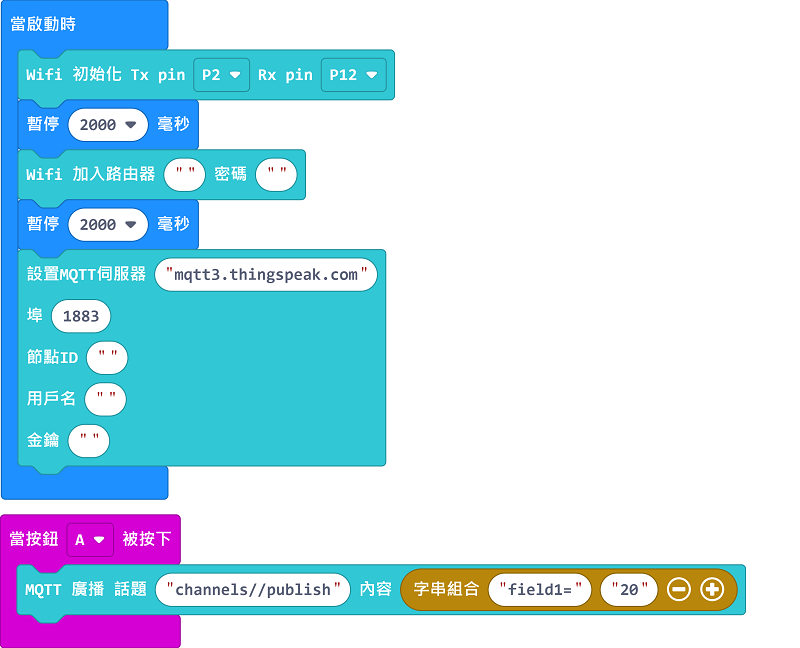 當啟動時
Wifi 初始化 Tx pin P2 Rx pin P12
暫停 2000 毫秒
Wifi 加入路由器 "" 密碼 ""
暫停 2000 毫秒
設置MQTT伺服器 "mqtt3.thingspeak.com"
埠 1883
節點ID ""
用戶名 ""
金鑰 ""
當按鈕 A 被按下
MQTT 廣播 話題 "channels//publish" 內容 字串組合 "field1=" "20"